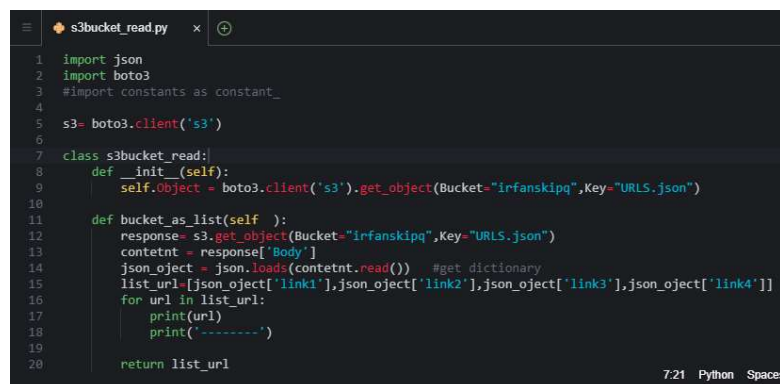 s3bucket_read.py
1 import json
2 import boto3
3 #import constants as constant_
4
5 s3= boto3.client('s3')
6
7 class s3bucket_read:
8     def __init__(self):
9         self.Object = boto3.client('s3').get_object(Bucket="irfanskipq",Key="URLS.json")
10
11     def bucket_as_list(self  ):
12         response= s3.get_object(Bucket="irfanskipq",Key="URLS.json")
13         contetnt = response['Body']
14         json_oject = json.loads(contetnt.read())   #get dictionary
15         list_url=[json_oject['link1'],json_oject['link2'],json_oject['link3'],json_oject['link4']]
16         for url in list_url:
17             print(url)
18             print('--------')
19
20         return list_url
7:21 Python Space